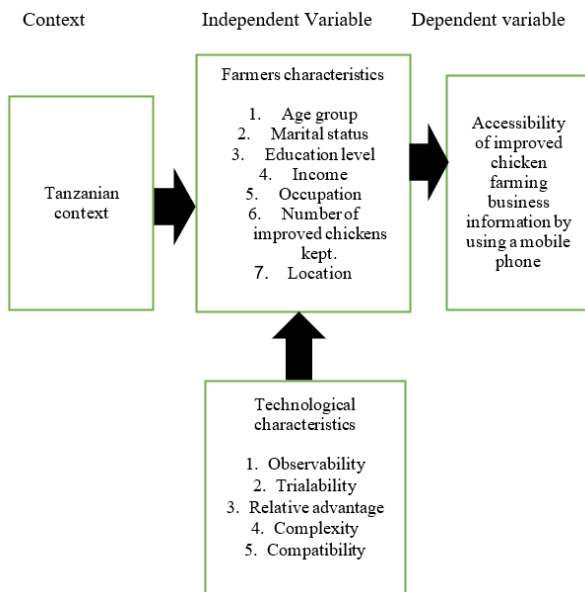 Context
Independent Variable
Dependent variable
Tanzanian
context
Farmers characteristics
1. Age group
2. Marital status
3. Education level
4. Income
5. Occupation
6. Number of
improved chickens
kept.
7. Location
Accessibility
of improved
chicken
farming
business
information by
using a mobile
phone
Technological
characteristics
1. Observability
2. Trialability
3. Relative advantage
4. Complexity
5. Compatibility